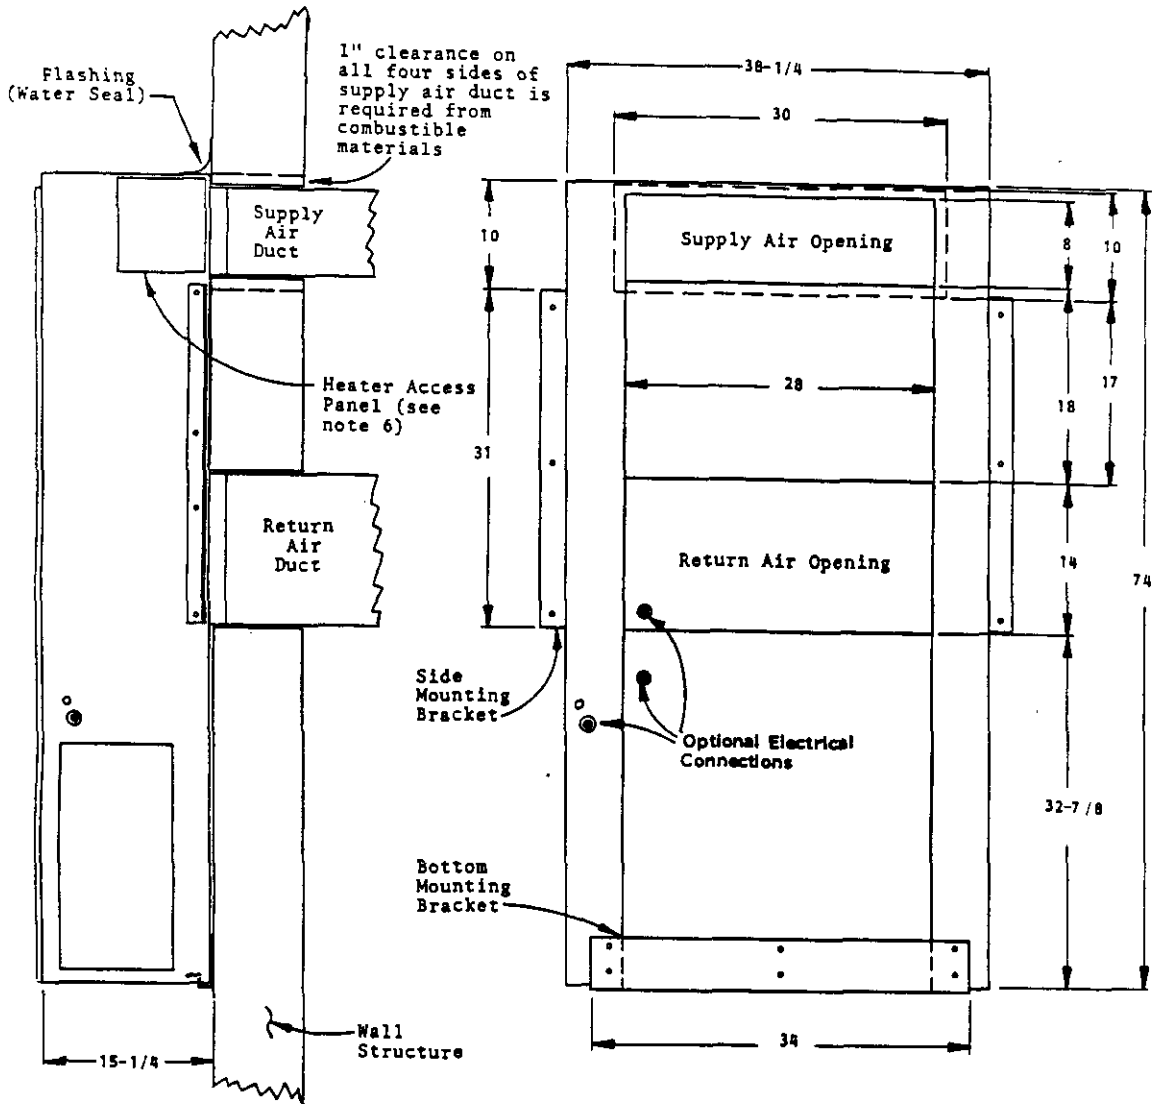 Flashing
(Water Seal)
1" clearance on
all four sides of
supply air duct is
required from
combustible
materials
38-1/4
30
Supply
Air
Duct
10
Supply Air Opening
8
10
Heater Access
Panel (see
note 6)
28
17
18
31
Return
Air
Duct
Return Air Opening
14
74
Side
Mounting
Bracket
Optional Electrical
Connections
32-7/8
Bottom
Mounting
Bracket
Wall
Structure
15-1/4
34